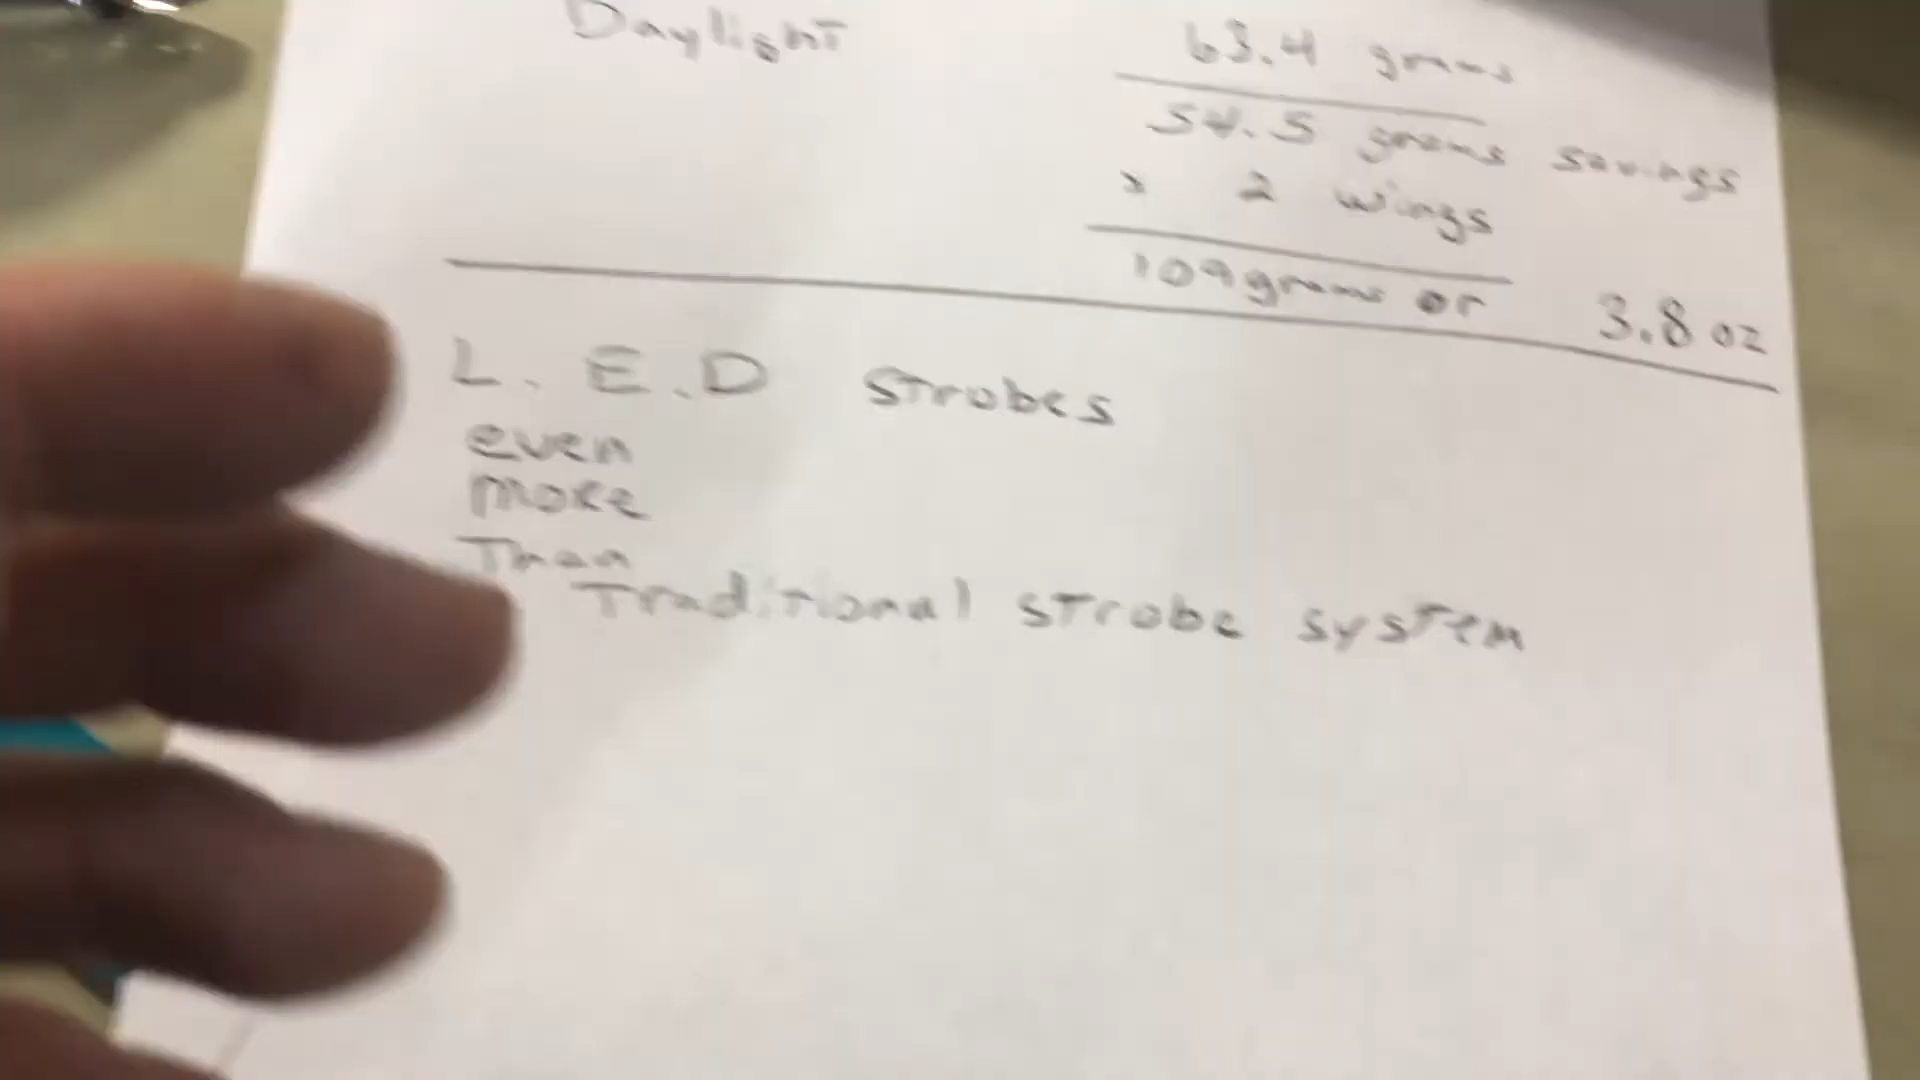 Daylight 63.4 grams
54.5 grams savings
x 2 wings
109 grams or 3.8 oz
L.E.D strobes
even
more
Than
Traditional strobe system